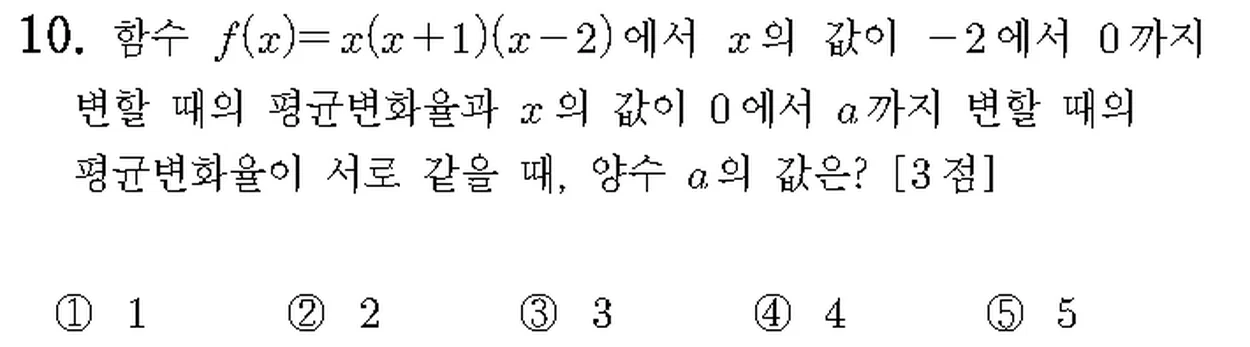 10. 함수 f(x)=x(x+1)(x-2)에서 x의 값이 -2에서 0까지
변할 때의 평균변화율과 x의 값이 0에서 a까지 변할 때의
평균변화율이 서로 같을 때, 양수 a의 값은? [3점]
① 1 ② 2 ③ 3 ④ 4 ⑤ 5